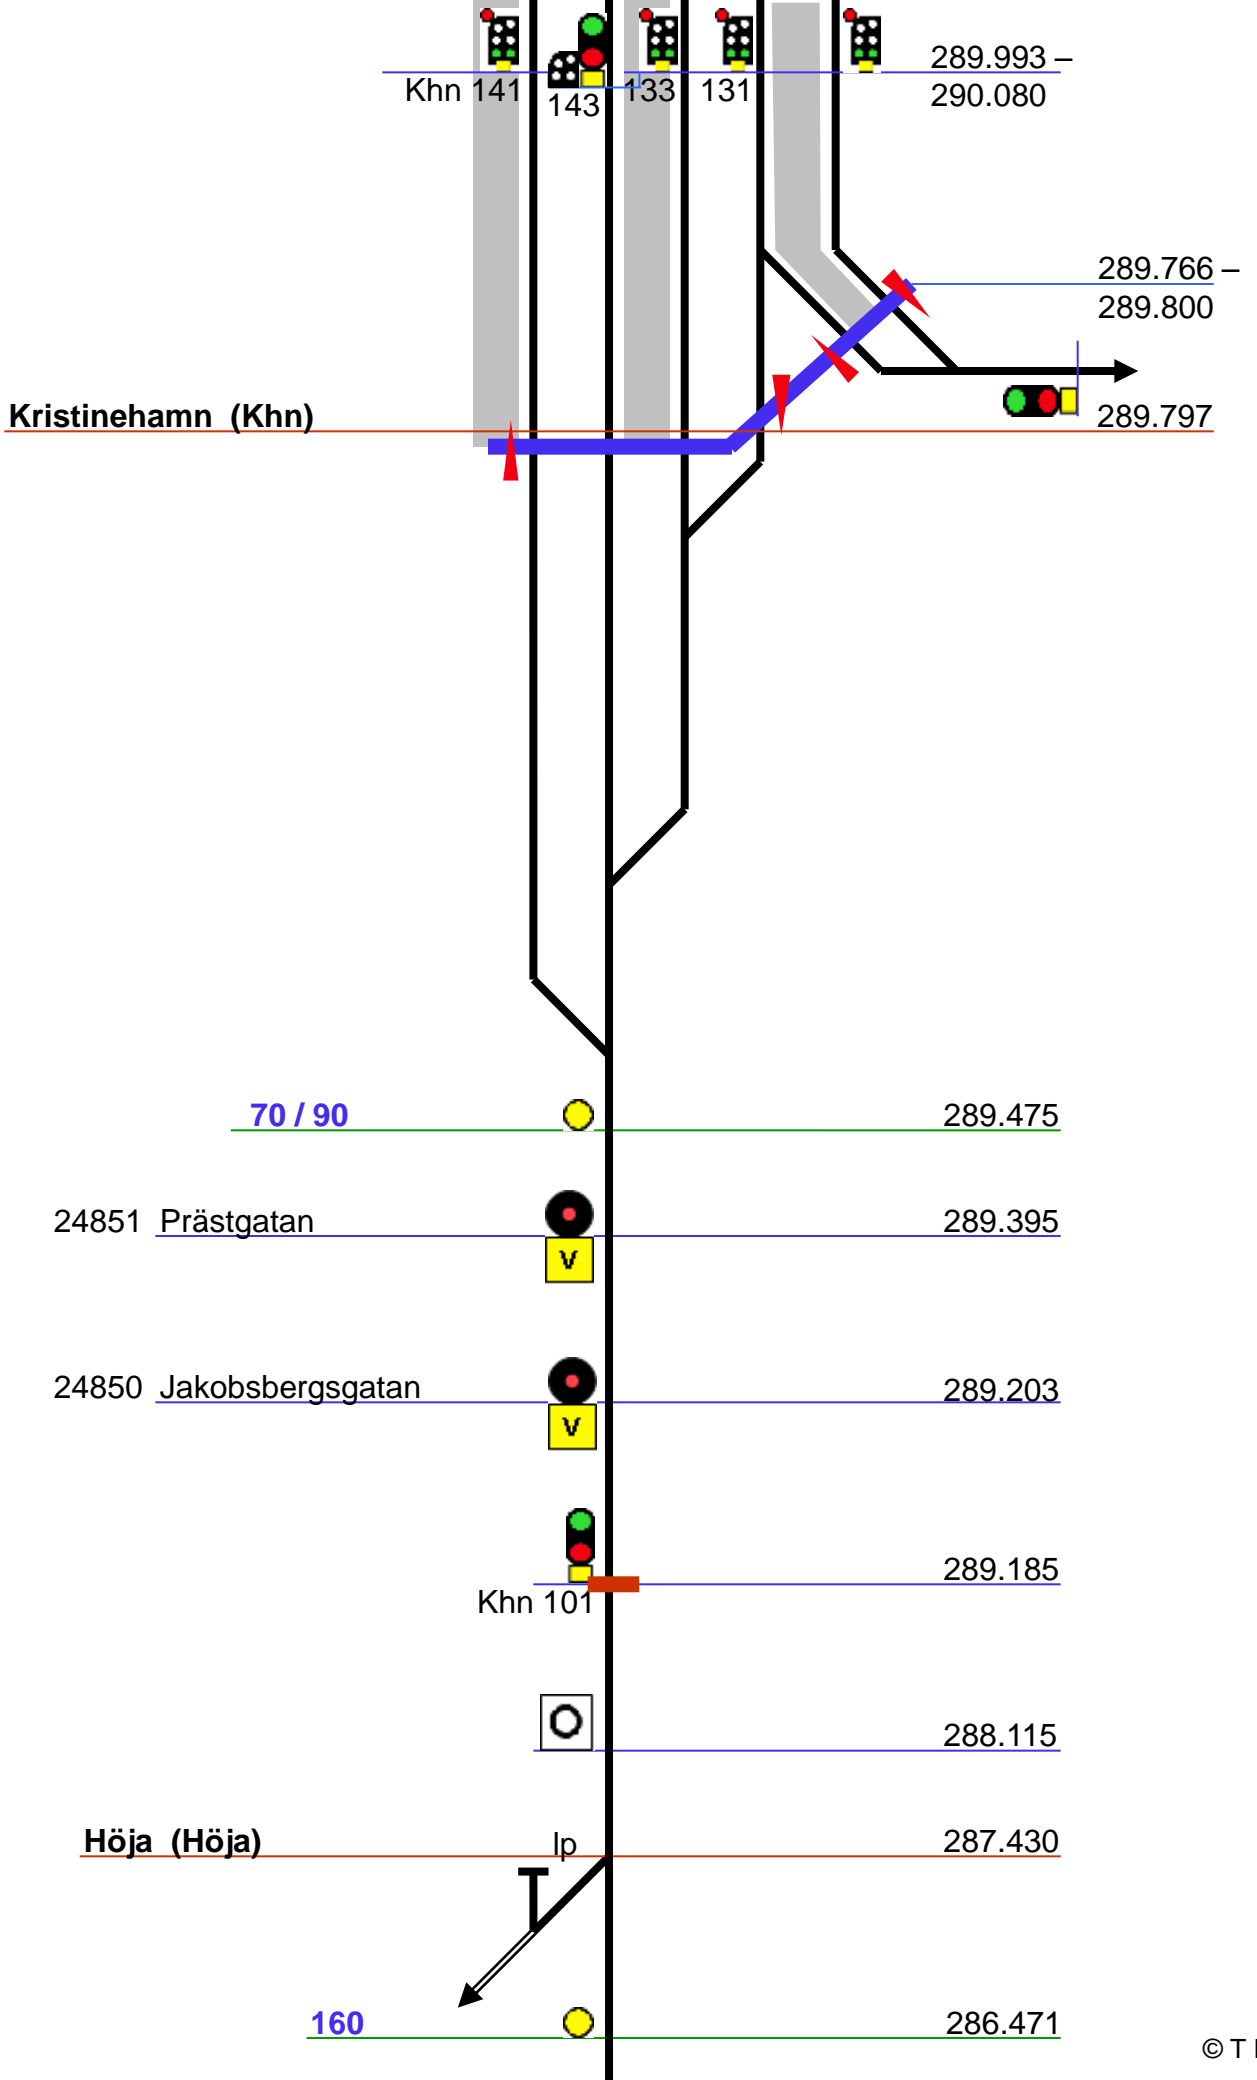 289.993 –
Khn 141 143 133 131 290.080
289.766 –
289.800
Kristinehamn (Khn) 289.797
70 / 90 289.475
24851 Prästgatan 289.395
V
24850 Jakobsbergsgatan 289.203
V
289.185
Khn 101
288.115
Höja (Höja) lp 287.430
160 286.471
© T